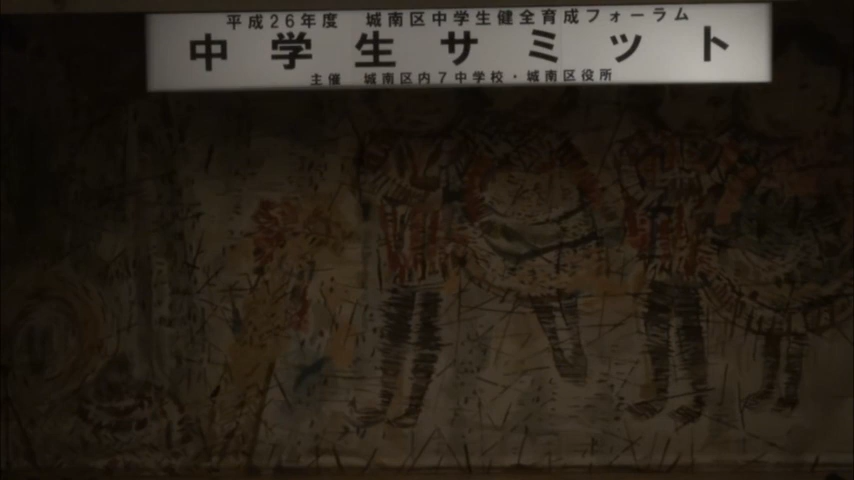 平成26年度 城南区中学生健全育成フォーラム
中学生サミット
主催 城南区内7中学校・城南区役所